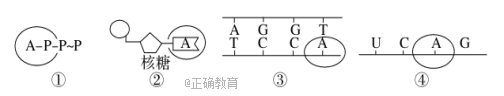 A-P-P~P
A
核糖
A G G T
T C C A
U C A G
① ② ③ ④
@正确教育